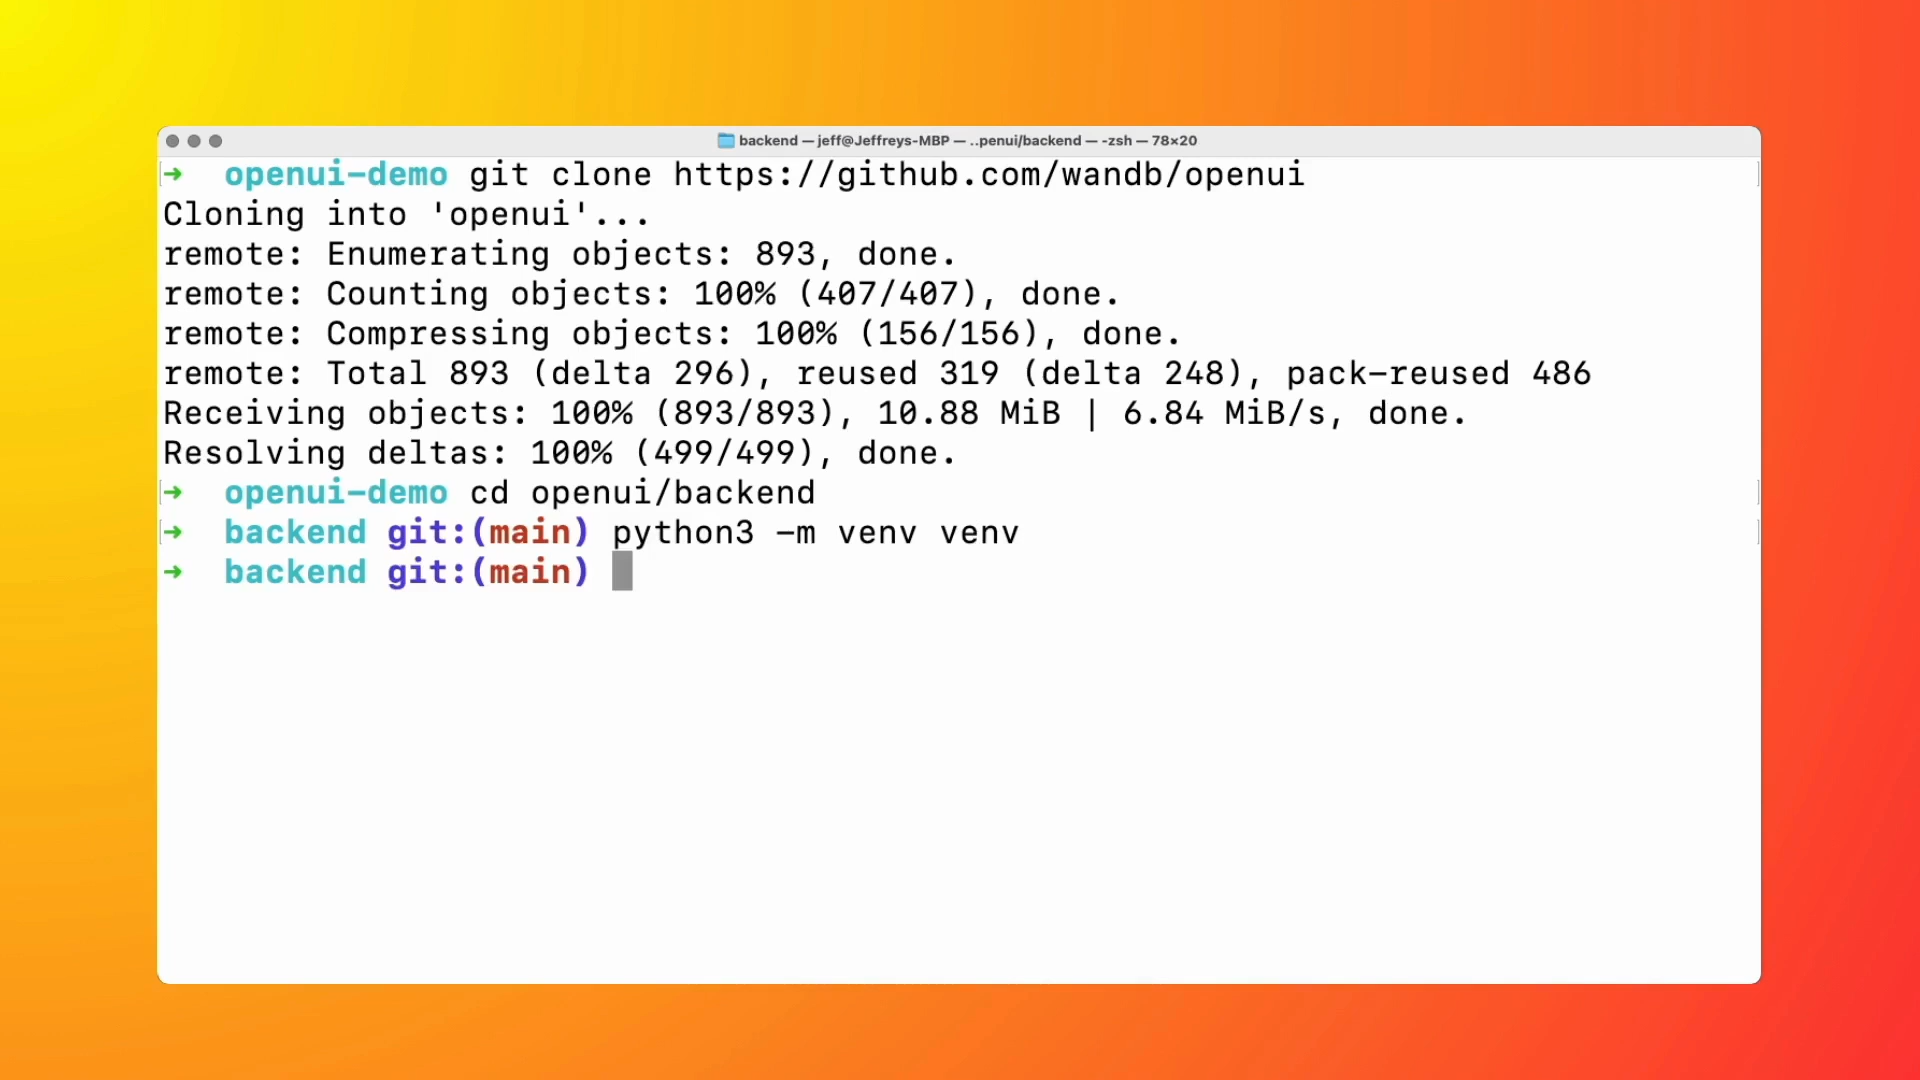 backend — jeff@Jeffreys-MBP — ..penui/backend — -zsh — 78×20
→ openui-demo git clone https://github.com/wandb/openui
Cloning into 'openui'...
remote: Enumerating objects: 893, done.
remote: Counting objects: 100% (407/407), done.
remote: Compressing objects: 100% (156/156), done.
remote: Total 893 (delta 296), reused 319 (delta 248), pack-reused 486
Receiving objects: 100% (893/893), 10.88 MiB | 6.84 MiB/s, done.
Resolving deltas: 100% (499/499), done.
→ openui-demo cd openui/backend
→ backend git:(main) python3 -m venv venv
→ backend git:(main)